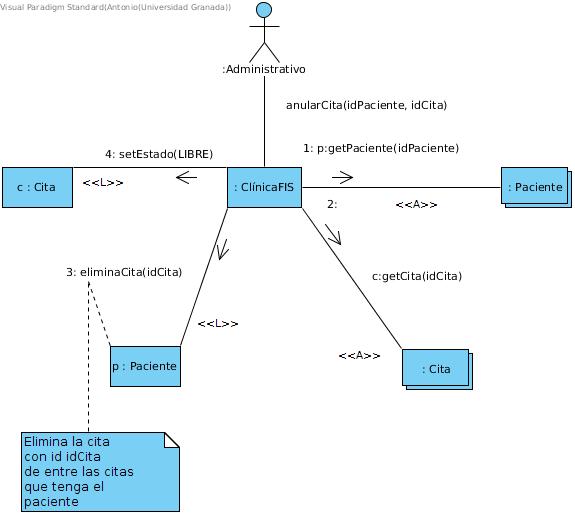 Visual Paradigm Standard(Antonio(Universidad Granada))
:Administrativo
anularCita(idPaciente, idCita)
4: setEstado(LIBRE)
1: p:getPaciente(idPaciente)
c : Cita
<<L>>
: ClínicaFIS
: Paciente
2:
<<A>>
3: eliminaCita(idCita)
c:getCita(idCita)
<<L>>
<<A>>
p : Paciente
: Cita
Elimina la cita
con id idCita
de entre las citas
que tenga el
paciente